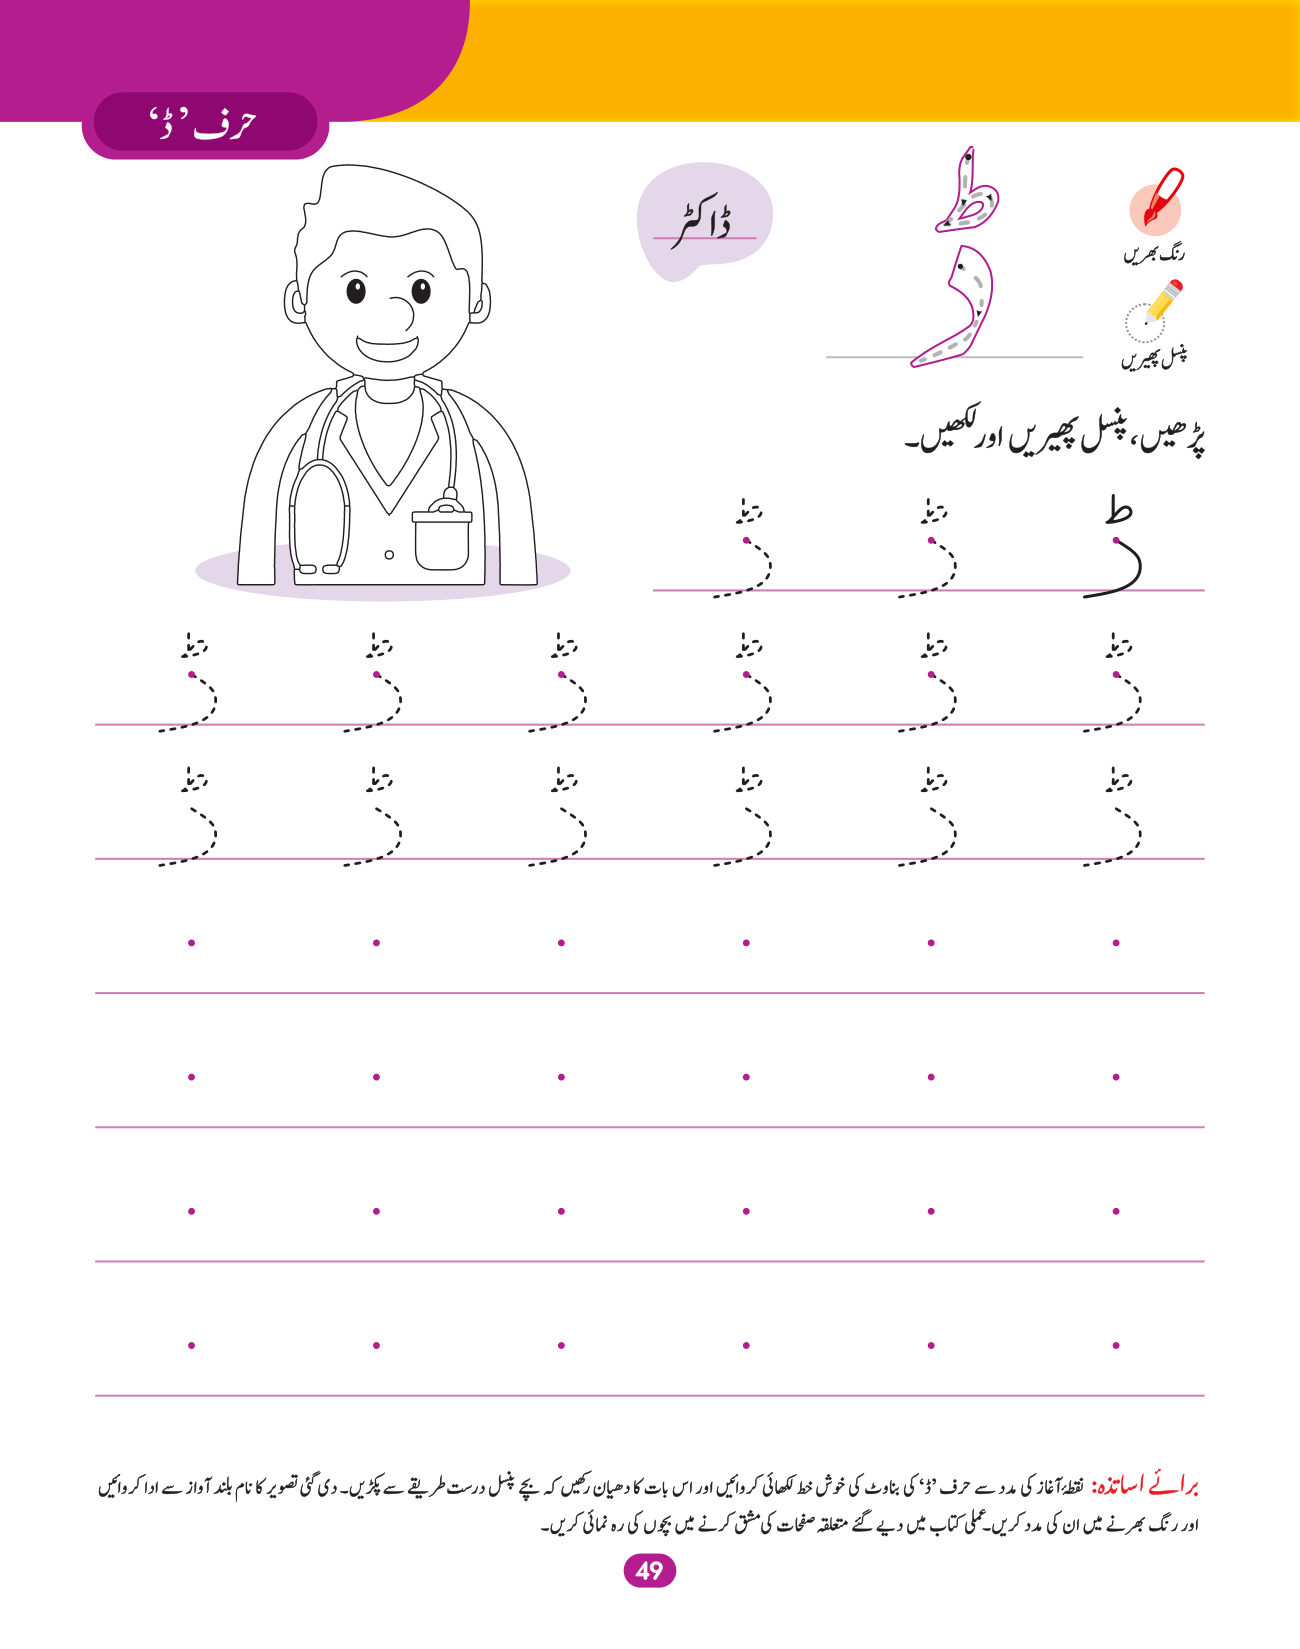 حرف ’ڈ‘
ڈاکٹر
ڈ
رنگ بھریں
پنسل پھیریں
پڑھیں، پنسل پھیریں اور لکھیں۔
ڈ ڈ ڈ
ڈ ڈ ڈ ڈ ڈ ڈ
ڈ ڈ ڈ ڈ ڈ ڈ
برائے اساتذہ: نقطۂ آغاز کی مدد سے حرف ’ڈ‘ کی بناوٹ کی خوش خط لکھائی کروائیں اور اس بات کا دھیان رکھیں کہ بچے پنسل درست طریقے سے پکڑیں۔ دی گئی تصویر کا نام بلند آواز سے ادا کروائیں
اور رنگ بھرنے میں ان کی مدد کریں۔ عملی کتاب میں دیے گئے متعلقہ صفحات کی مشق کرنے میں بچوں کی رہ نمائی کریں۔
49